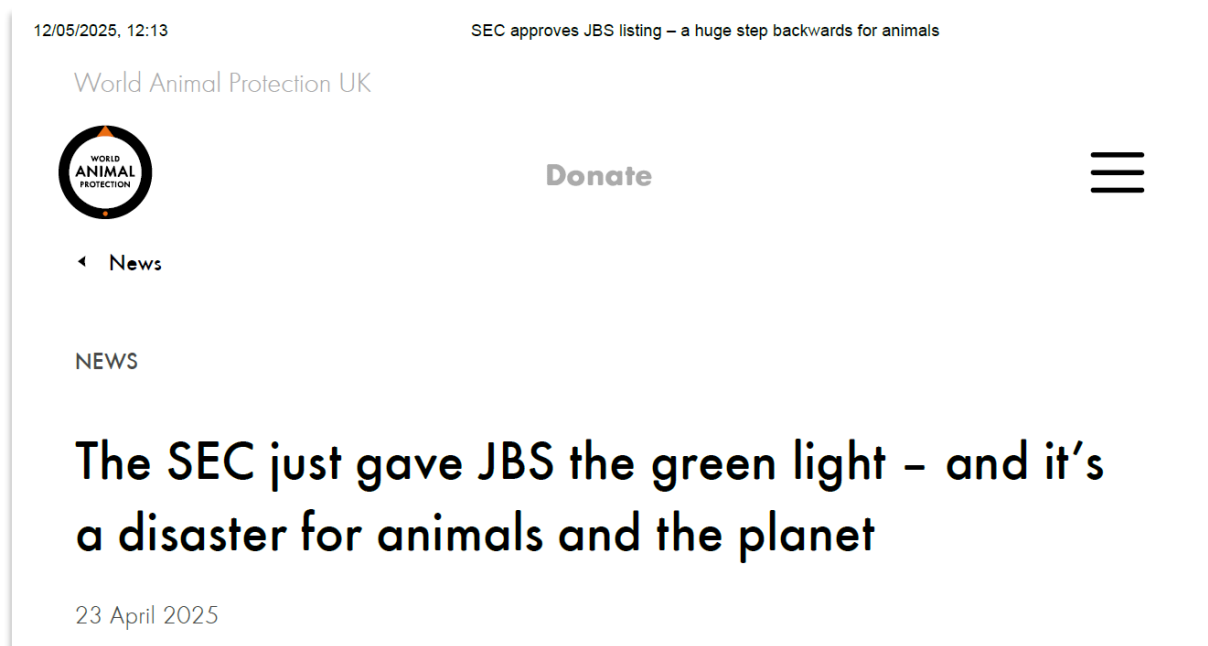 12/05/2025, 12:13 SEC approves JBS listing – a huge step backwards for animals
World Animal Protection UK
WORLD
ANIMAL
PROTECTION
Donate
News
NEWS
The SEC just gave JBS the green light – and it’s
a disaster for animals and the planet
23 April 2025